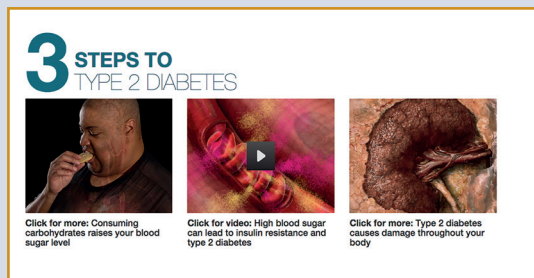 3 STEPS TO
TYPE 2 DIABETES
Click for more: Consuming
carbohydrates raises your blood
sugar level
Click for video: High blood sugar
can lead to insulin resistance and
type 2 diabetes
Click for more: Type 2 diabetes
causes damage throughout your
body